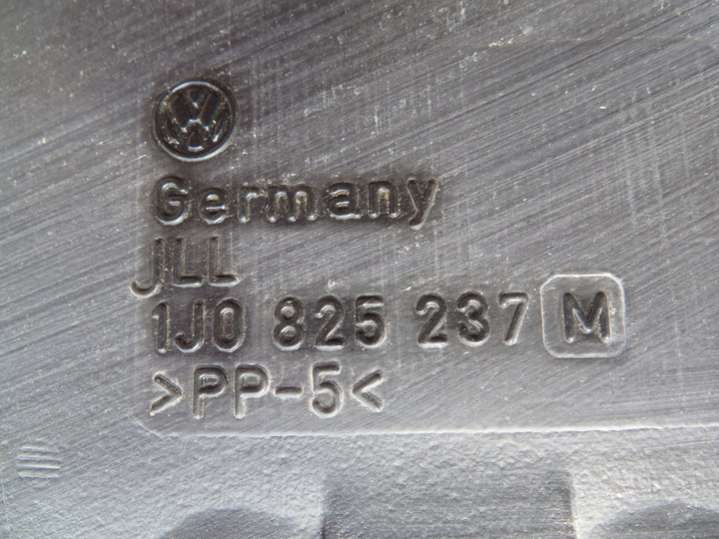 Germany
JLL
1J0 825 237 M
>PP-5<